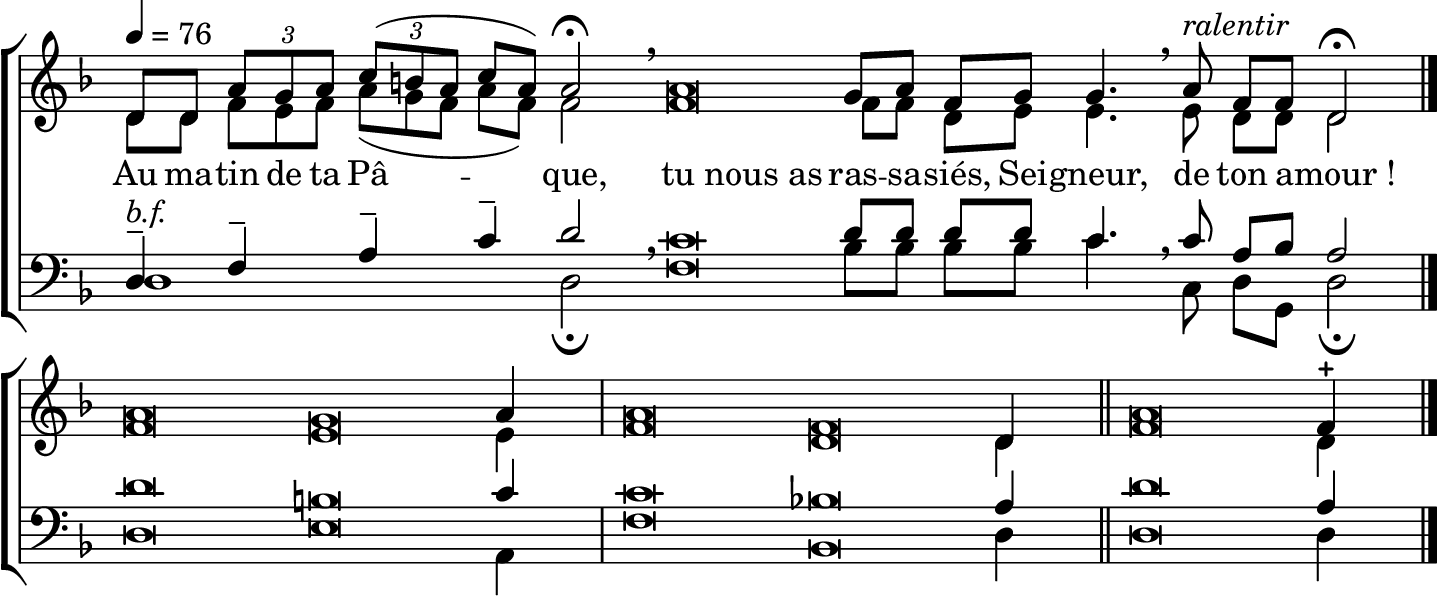 = 76
3 3
ralentir
Au matin de ta Pâ - que, tu nous as ras - sasiés, Seigneur, de ton amour !
b.f.